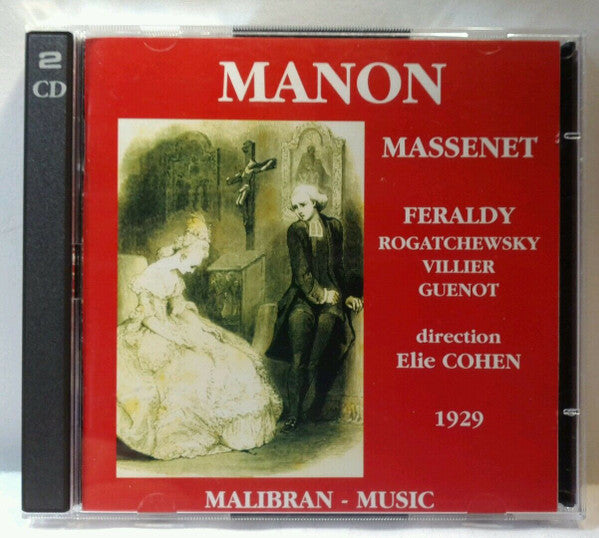 2
CD
MANON
MASSENET
FERALDY
ROGATCHEWSKY
VILLIER
GUENOT
direction
Elie COHEN
1929
MALIBRAN - MUSIC